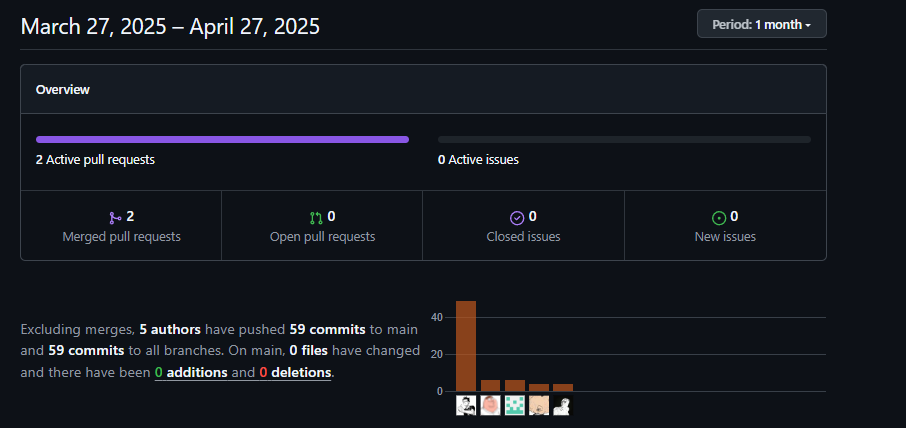 March 27, 2025 – April 27, 2025
Period: 1 month
Overview
2 Active pull requests
0 Active issues
2
Merged pull requests
0
Open pull requests
0
Closed issues
0
New issues
Excluding merges, 5 authors have pushed 59 commits to main
and 59 commits to all branches. On main, 0 files have changed
and there have been 0 additions and 0 deletions.
40
20
0